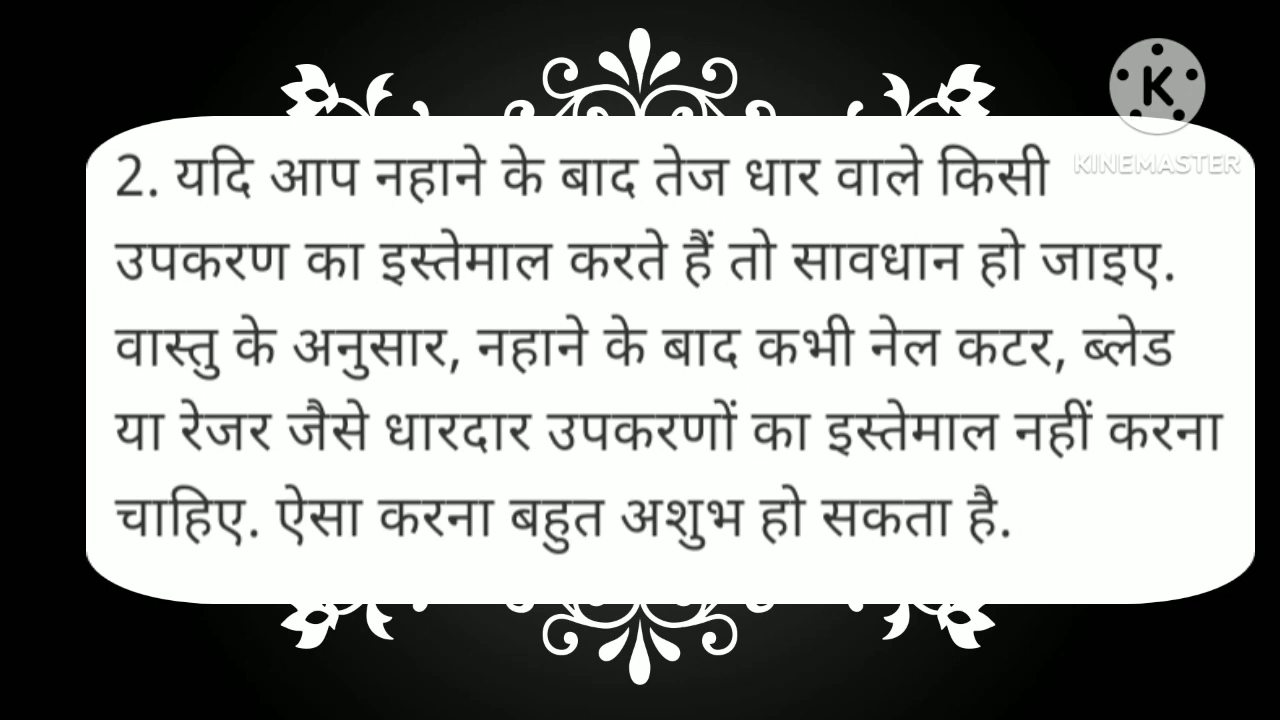 K
KINEMASTER
2. यदि आप नहाने के बाद तेज धार वाले किसी
उपकरण का इस्तेमाल करते हैं तो सावधान हो जाइए.
वास्तु के अनुसार, नहाने के बाद कभी नेल कटर, ब्लेड
या रेजर जैसे धारदार उपकरणों का इस्तेमाल नहीं करना
चाहिए. ऐसा करना बहुत अशुभ हो सकता है.